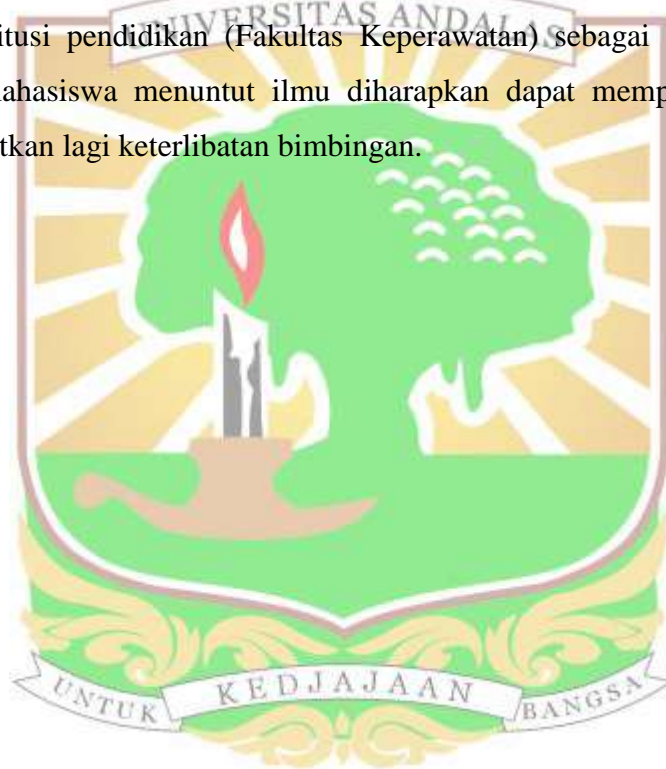 UNIVERSITAS ANDALAS
itusi pendidikan (Fakultas Keperawatan) sebagai
ahasiswa menuntut ilmu diharapkan dapat memp
tkan lagi keterlibatan bimbingan.
UNTUK KEDJAJAAN BANGSA